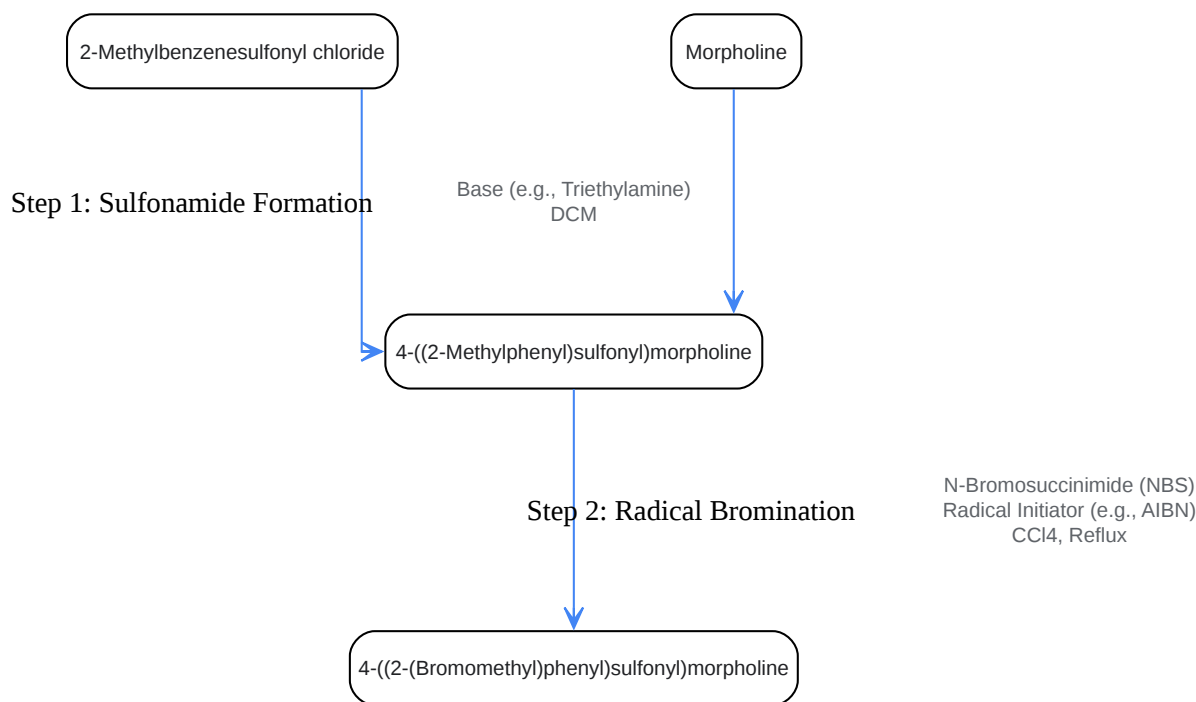 2-Methylbenzenesulfonyl chloride
Morpholine
Step 1: Sulfonamide Formation
Base (e.g., Triethylamine)
DCM
4-((2-Methylphenyl)sulfonyl)morpholine
Step 2: Radical Bromination
N-Bromosuccinimide (NBS)
Radical Initiator (e.g., AIBN)
CCl4, Reflux
4-((2-(Bromomethyl)phenyl)sulfonyl)morpholine